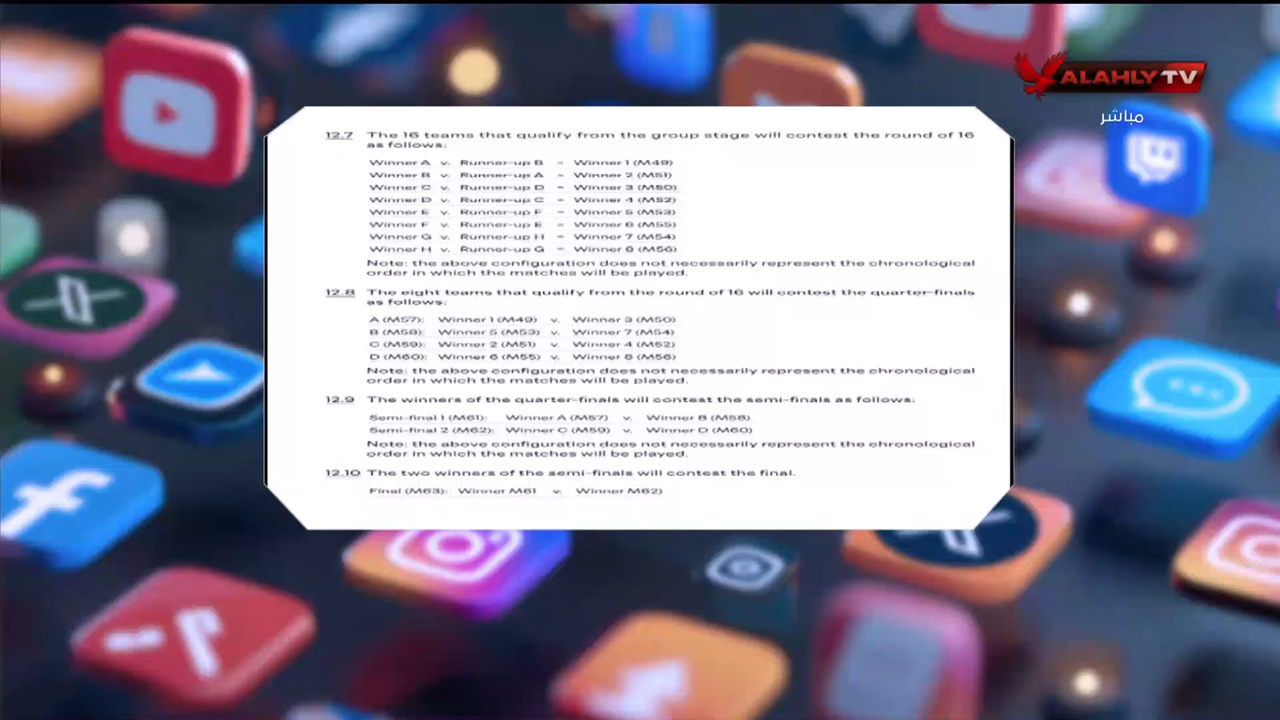 ALAHLY TV
مباشر
12.7 The 16 teams that qualify from the group stage will contest the round of 16
as follows:
Winner A v. Runner-up B = Winner 1 (M49)
Winner B v. Runner-up A = Winner 2 (M51)
Winner C v. Runner-up D = Winner 3 (M50)
Winner D v. Runner-up C = Winner 4 (M52)
Winner E v. Runner-up F = Winner 5 (M53)
Winner F v. Runner-up E = Winner 6 (M55)
Winner G v. Runner-up H = Winner 7 (M54)
Winner H v. Runner-up G = Winner 8 (M56)
Note: the above configuration does not necessarily represent the chronological
order in which the matches will be played.
12.8 The eight teams that qualify from the round of 16 will contest the quarter-finals
as follows:
A (M57): Winner 1 (M49) v. Winner 3 (M50)
B (M58): Winner 5 (M53) v. Winner 7 (M54)
C (M59): Winner 2 (M51) v. Winner 4 (M52)
D (M60): Winner 6 (M55) v. Winner 8 (M56)
Note: the above configuration does not necessarily represent the chronological
order in which the matches will be played.
12.9 The winners of the quarter-finals will contest the semi-finals as follows:
Semi-final 1 (M61): Winner A (M57) v. Winner B (M58)
Semi-final 2 (M62): Winner C (M59) v. Winner D (M60)
Note: the above configuration does not necessarily represent the chronological
order in which the matches will be played.
12.10 The two winners of the semi-finals will contest the final.
Final (M63): Winner M61 v. Winner M62)